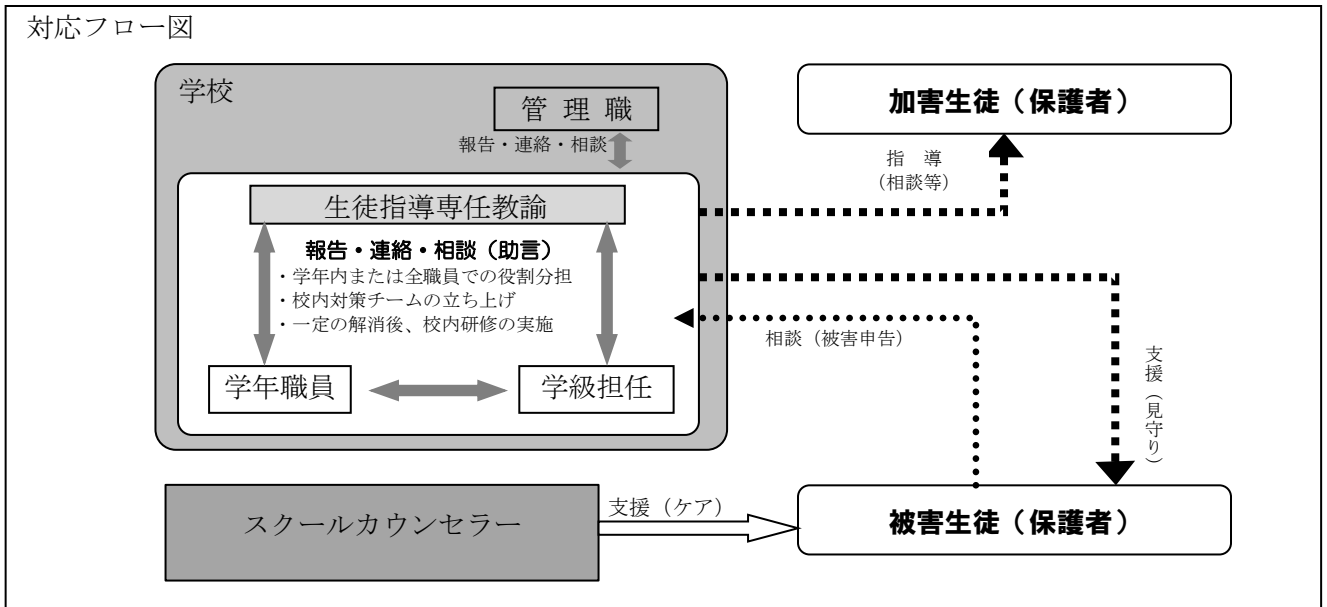 対応フロー図
学校
管 理 職
報告・連絡・相談
生徒指導専任教諭
報告・連絡・相談（助言）
・学年内または全職員での役割分担
・校内対策チームの立ち上げ
・一定の解消後、校内研修の実施
学年職員
学級担任
加害生徒（保護者）
指 導
（相談等）
相談（被害申告）
支援（見守り）
スクールカウンセラー
支援（ケア）
被害生徒（保護者）